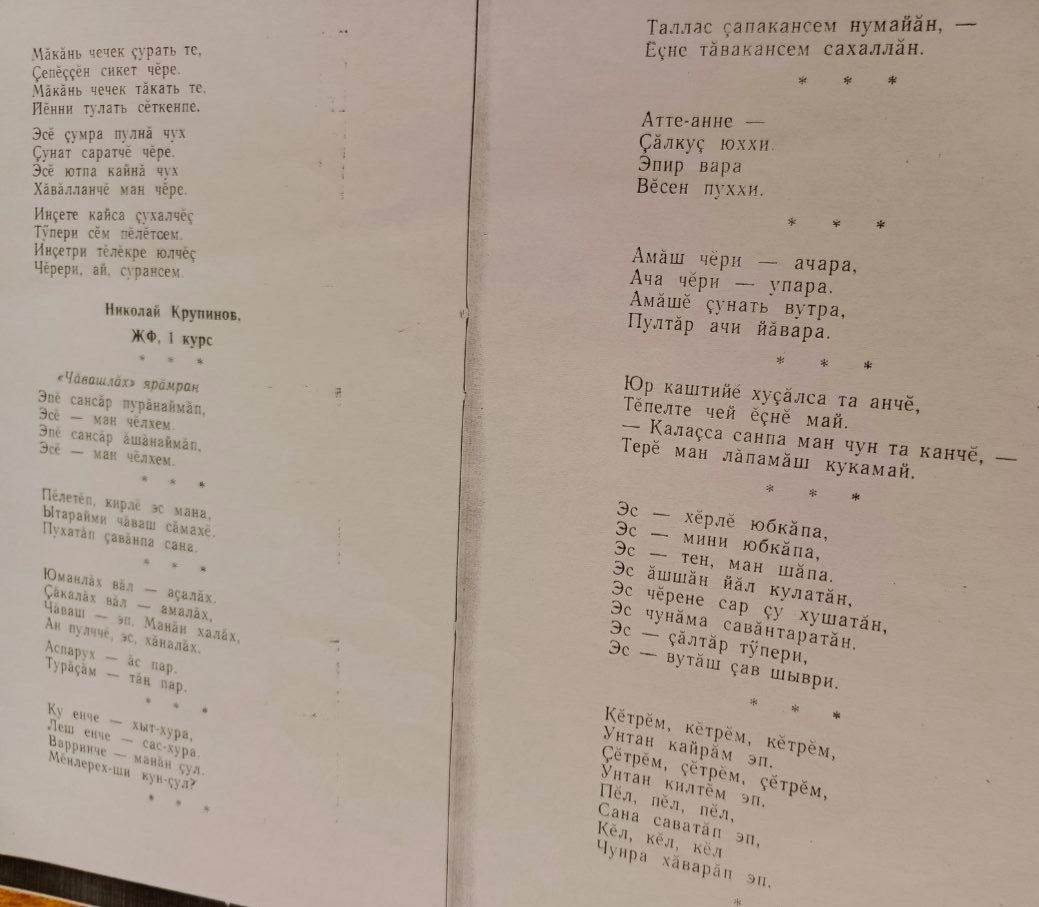 Мăкăнь чечек çурать те,
Çепĕççĕн сикет чĕре.
Мăкăнь чечек тăкать те,
Йĕнни тулать сĕткенпе.
Эсĕ çумра пулнă чух
Çунат саратчĕ чĕре.
Эсĕ ютпа кайнă чух
Хăвăлланчĕ ман чĕре.
Инçете кайса çухалчĕç
Тӳпери сĕм пĕлĕтсем.
Инçетри тĕлĕкре юлчĕç
Чĕрери, ай, сурансем.
Николай Крупинов,
ЖФ, 1 курс
* * *
«Чăвашлăх» ярăмран
Эпĕ сансăр пурăнаймăп,
Эсĕ — ман чĕлхем.
Эпĕ сансăр ăшăнаймăп,
Эсĕ — ман чĕлхем.
* * *
Пĕлетĕп, кирлĕ эс мана,
Ытарайми чăваш сăмахĕ.
Пухатăп çавăнпа сана.
* * *
Юманлăх вăл — аçалăх.
Çăкалăх вăл — амалăх,
Чăваш — эп. Манăн халăх,
Ан пулччĕ, эс, хăналăх.
Аспарух — ăс пар.
Турăçăм — тăн пар.
* * *
Ку енче — хыт-хура,
Леш енче — сас-хура.
Варринче — манăн çул.
Мĕнлерех-ши кун-çул?
* * *
Таллас çапакансем нумайăн, —
Ĕçне тăвакансем сахаллăн.
* * *
Атте-анне —
Çăлкуç юххи.
Эпир вара
Вĕсен пуххи.
* * *
Амăш чĕри — ачара,
Ача чĕри — упара.
Амăшĕ çунать вутра,
Пултăр ачи йăвара.
* * *
Юр каштийĕ хуçăлса та анчĕ,
Тĕпелте чей ĕçнĕ май.
— Калаçса санпа ман чун та канчĕ, —
Терĕ ман лăпамăш кукамай.
* * *
Эс — хĕрлĕ юбкăпа,
Эс — мини юбкăпа,
Эс — тен, ман шăпа.
Эс ăшшăн йăл кулатăн,
Эс чĕрене сар çу хушатăн,
Эс чунăма савăнтаратăн.
Эс — çăлтăр тӳпери,
Эс — вутăш çав шыври.
* * *
Кĕтрĕм, кĕтрĕм, кĕтрĕм,
Унтан кайрăм эп.
Çĕтрĕм, çĕтрĕм, çĕтрĕм,
Унтан килтĕм эп.
Пĕл, пĕл, пĕл,
Сана саватăп эп,
Кĕл, кĕл, кĕл
Чунра хăварăп эп.
*